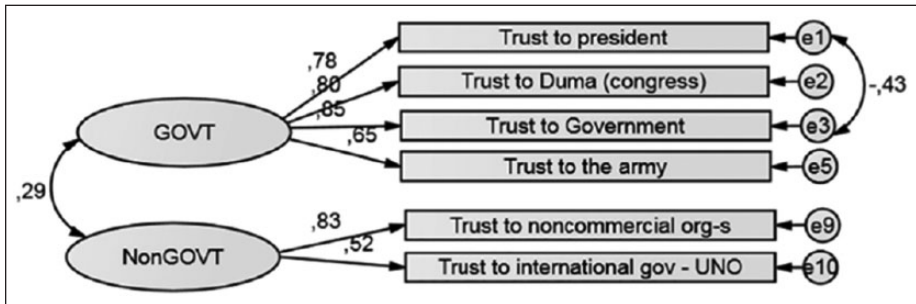 Trust to president
e1
,78
,80
Trust to Duma (congress)
e2
-,43
,85
GOVT
,65
Trust to Government
e3
Trust to the army
e5
,29
,83
Trust to noncommercial org-s
e9
NonGOVT
,52
Trust to international gov - UNO
e10